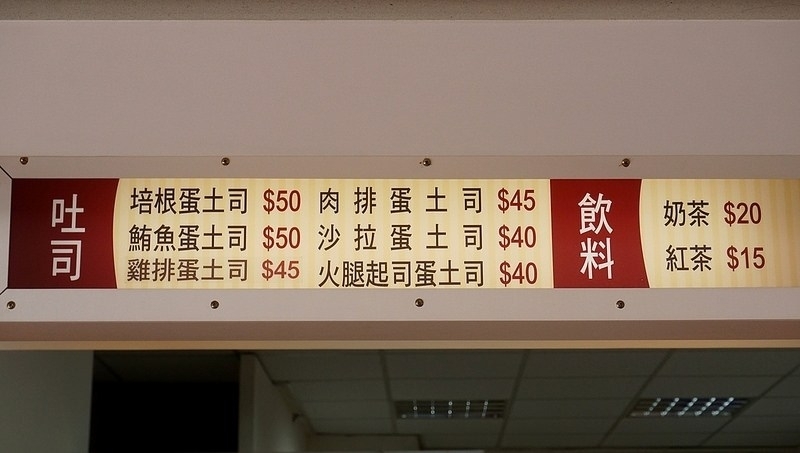 吐司
培根蛋土司 $50
鮪魚蛋土司 $50
雞排蛋土司 $45
肉排蛋土司 $45
沙拉蛋土司 $40
火腿起司蛋土司 $40
飲料
奶茶 $20
紅茶 $15